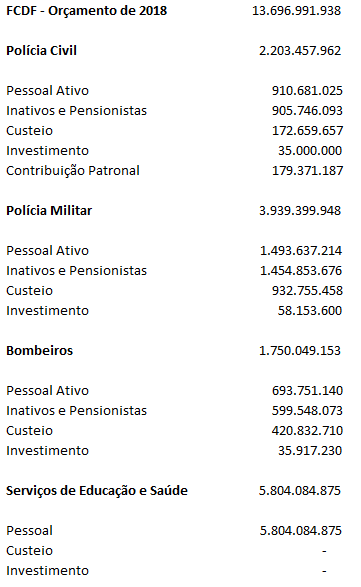 FCDF - Orçamento de 2018 13.696.991.938
Polícia Civil 2.203.457.962
Pessoal Ativo 910.681.025
Inativos e Pensionistas 905.746.093
Custeio 172.659.657
Investimento 35.000.000
Contribuição Patronal 179.371.187
Polícia Militar 3.939.399.948
Pessoal Ativo 1.493.637.214
Inativos e Pensionistas 1.454.853.676
Custeio 932.755.458
Investimento 58.153.600
Bombeiros 1.750.049.153
Pessoal Ativo 693.751.140
Inativos e Pensionistas 599.548.073
Custeio 420.832.710
Investimento 35.917.230
Serviços de Educação e Saúde 5.804.084.875
Pessoal 5.804.084.875
Custeio -
Investimento -